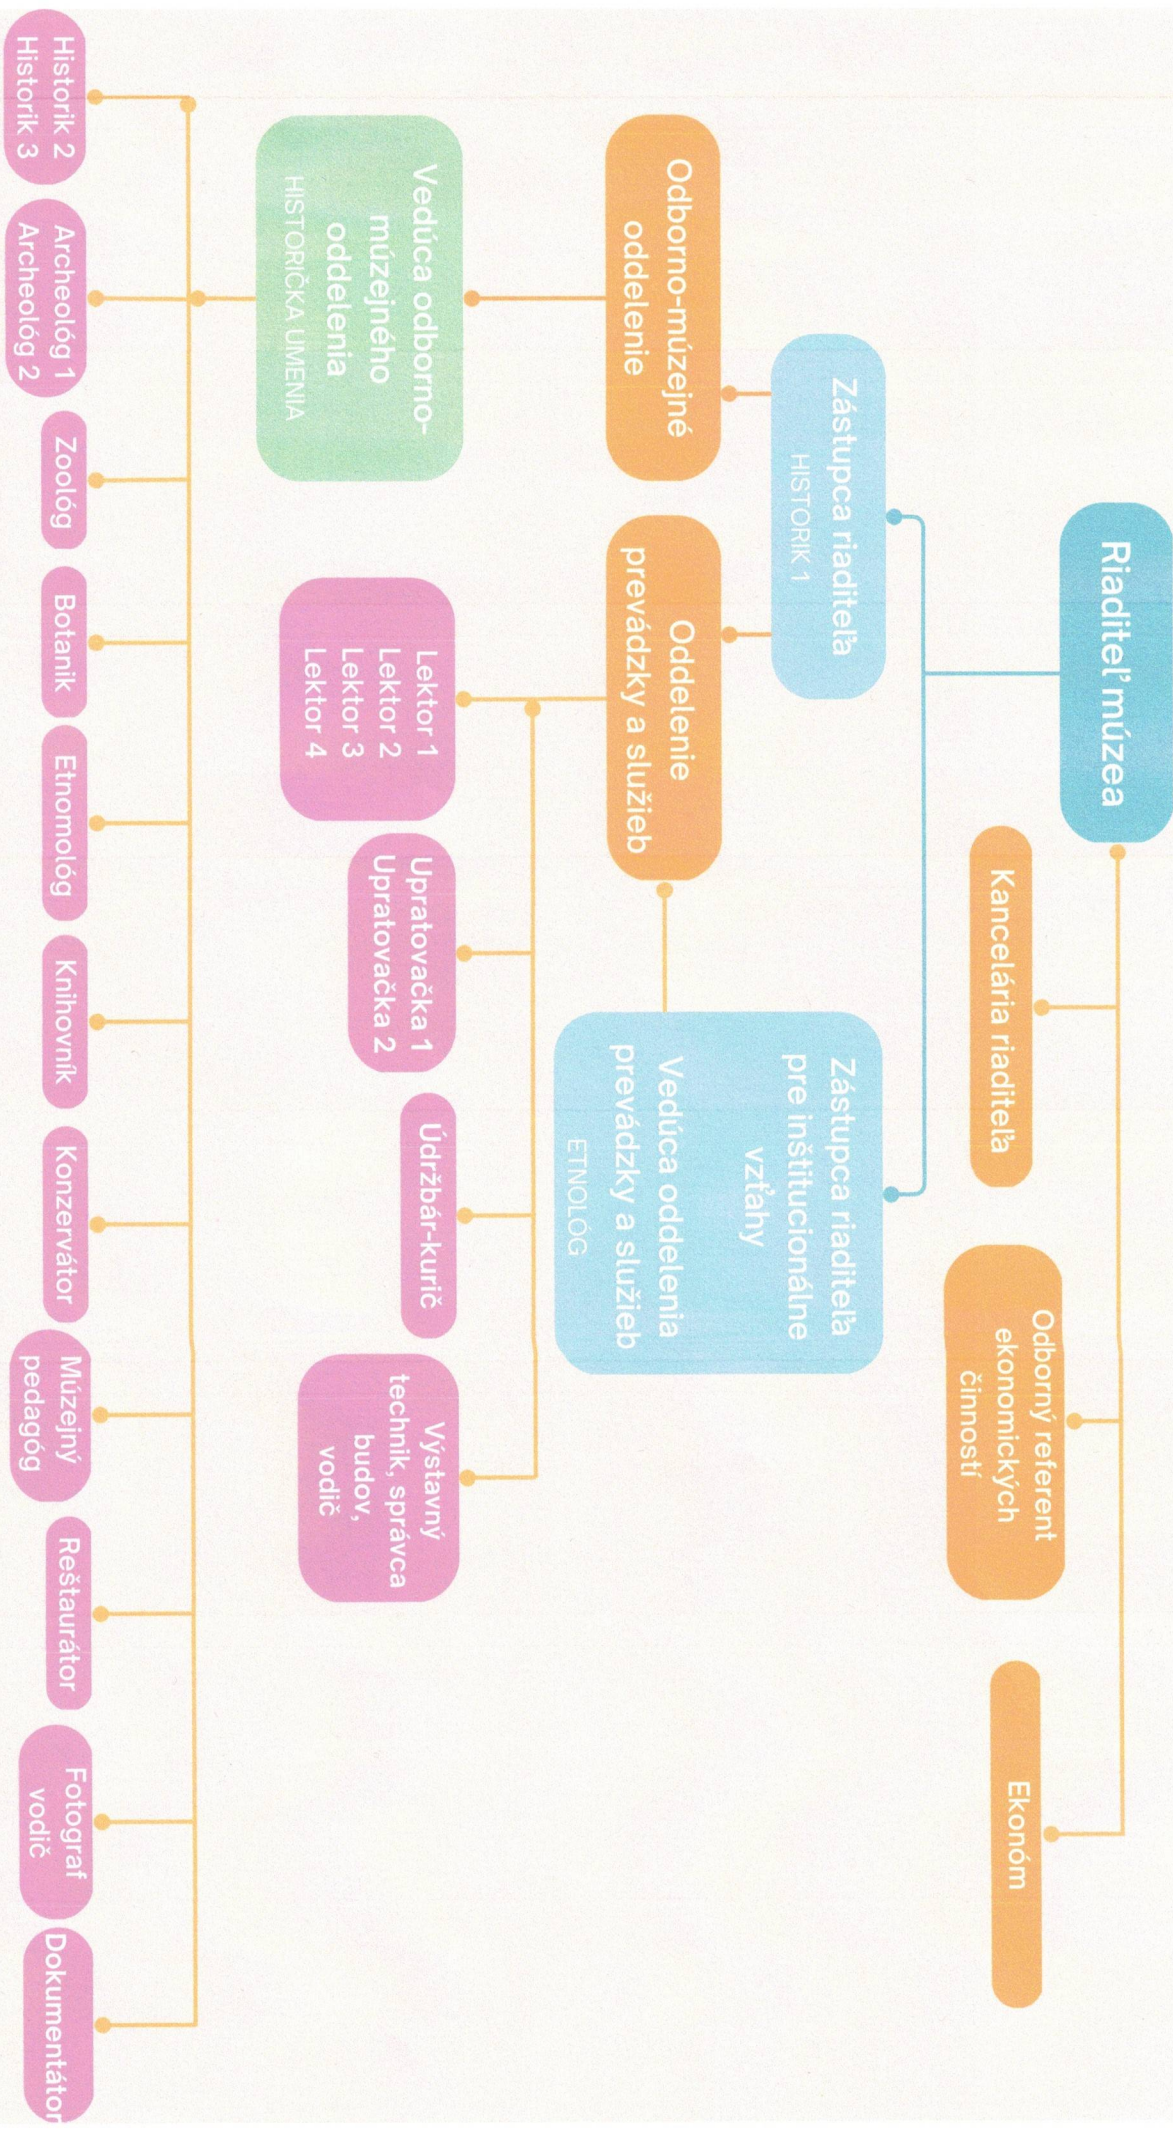 Riaditeľ múzea
Kancelária riaditeľa
Odborný referent
ekonomických
činností
Ekonóm
Zástupca riaditeľa
HISTORIK 1
Zástupca riaditeľa
pre inštitucionálne
vzťahy
Vedúca oddelenia
prevádzky a služieb
ETNOLÓG
Odborno-múzejné
oddelenie
Oddelenie
prevádzky a služieb
Vedúca odborno-
múzejného
oddelenia
HISTORIČKA UMENIA
Lektor 1
Lektor 2
Lektor 3
Lektor 4
Upratovačka 1
Upratovačka 2
Údržbár-kurič
Výstavný
technik, správca
budov,
vodič
Historik 2
Historik 3
Archeológ 1
Archeológ 2
Zoológ
Botanik
Etnomológ
Knihovník
Konzervátor
Múzejný
pedagóg
Reštaurátor
Fotograf
vodič
Dokumentátor